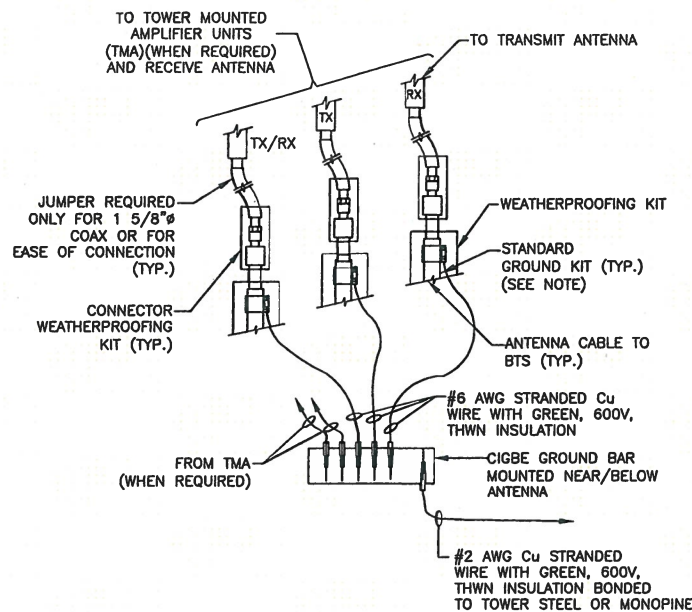 TO TOWER MOUNTED
AMPLIFIER UNITS
(TMA)(WHEN REQUIRED)
AND RECEIVE ANTENNA
TO TRANSMIT ANTENNA
RX
TX
TX/RX
JUMPER REQUIRED
ONLY FOR 1 5/8"ø
COAX OR FOR
EASE OF CONNECTION
(TYP.)
WEATHERPROOFING KIT
STANDARD
GROUND KIT (TYP.)
(SEE NOTE)
CONNECTOR
WEATHERPROOFING
KIT (TYP.)
ANTENNA CABLE TO
BTS (TYP.)
#6 AWG STRANDED Cu
WIRE WITH GREEN, 600V,
THWN INSULATION
FROM TMA
(WHEN REQUIRED)
CIGBE GROUND BAR
MOUNTED NEAR/BELOW
ANTENNA
#2 AWG Cu STRANDED
WIRE WITH GREEN, 600V,
THWN INSULATION BONDED
TO TOWER STEEL OR MONOPINE